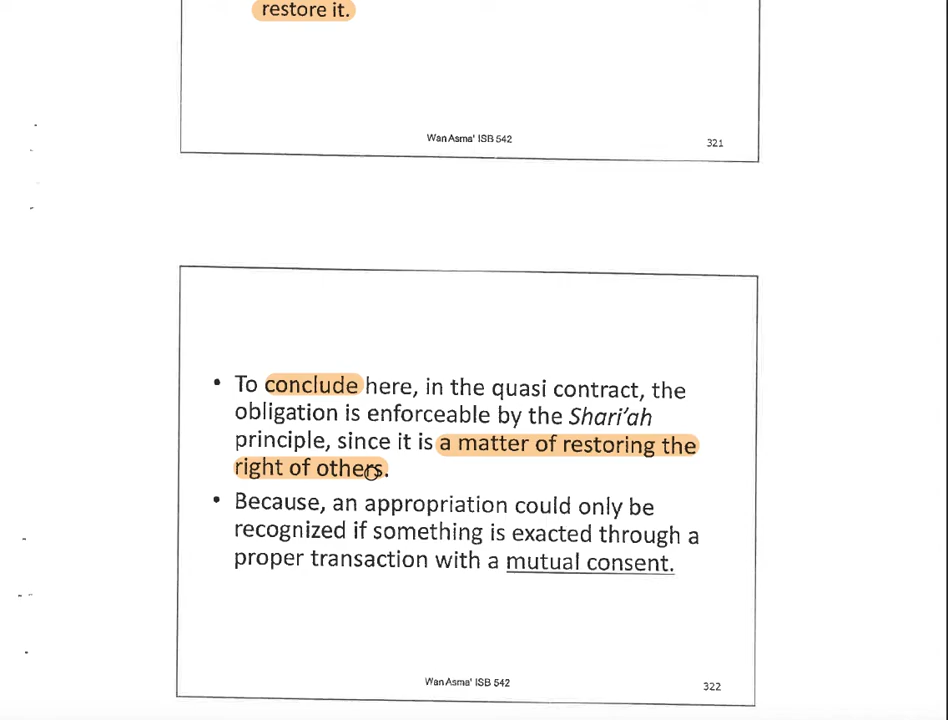 restore it.
Wan Asma' ISB 542
321
• To conclude here, in the quasi contract, the
obligation is enforceable by the Shari'ah
principle, since it is a matter of restoring the
right of others.
• Because, an appropriation could only be
recognized if something is exacted through a
proper transaction with a mutual consent.
Wan Asma' ISB 542
322